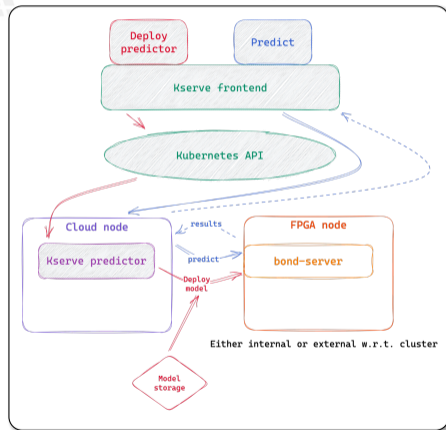 Deploy
predictor
Predict
Kserve frontend
Kubernetes API
Cloud node
FPGA node
results
Kserve predictor
predict
bond-server
Deploy
model
Either internal or external w.r.t. cluster
Model
storage